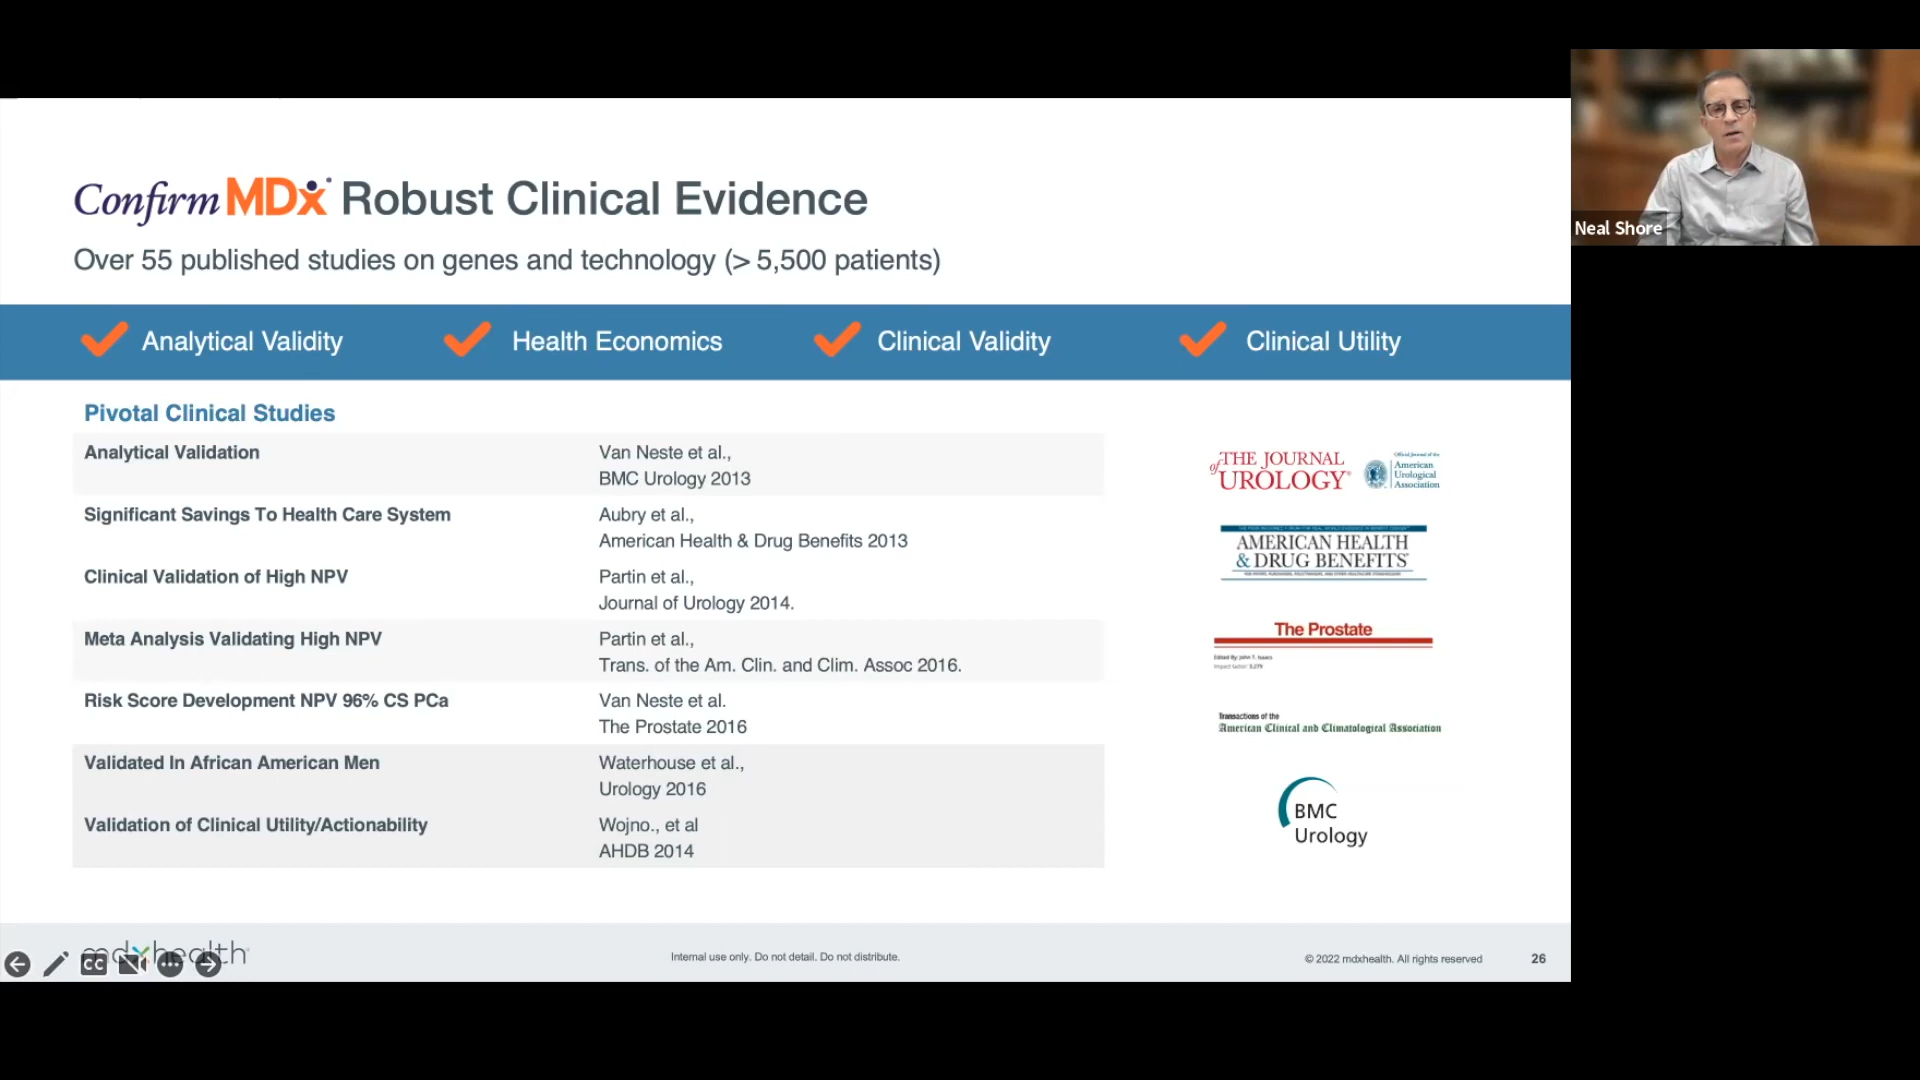 Neal Shore
Confirm MDx Robust Clinical Evidence
Over 55 published studies on genes and technology (> 5,500 patients)
Analytical Validity
Health Economics
Clinical Validity
Clinical Utility
Pivotal Clinical Studies
Analytical Validation
Van Neste et al.,
BMC Urology 2013
Significant Savings To Health Care System
Aubry et al.,
American Health & Drug Benefits 2013
Clinical Validation of High NPV
Partin et al.,
Journal of Urology 2014.
Meta Analysis Validating High NPV
Partin et al.,
Trans. of the Am. Clin. and Clim. Assoc 2016.
Risk Score Development NPV 96% CS PCa
Van Neste et al.
The Prostate 2016
Validated In African American Men
Waterhouse et al.,
Urology 2016
Validation of Clinical Utility/Actionability
Wojno., et al
AHDB 2014
THE JOURNAL
of UROLOGY®
Official Journal of the
American
Urological
Association
AMERICAN HEALTH
& DRUG BENEFITS
The Prostate
Edited By: John T. Isaacs
Impact factor: 3.279
Transactions of the
American Clinical and Climatological Association
BMC
Urology
mdxhealth
CC
Internal use only. Do not detail. Do not distribute.
© 2022 mdxhealth. All rights reserved
26